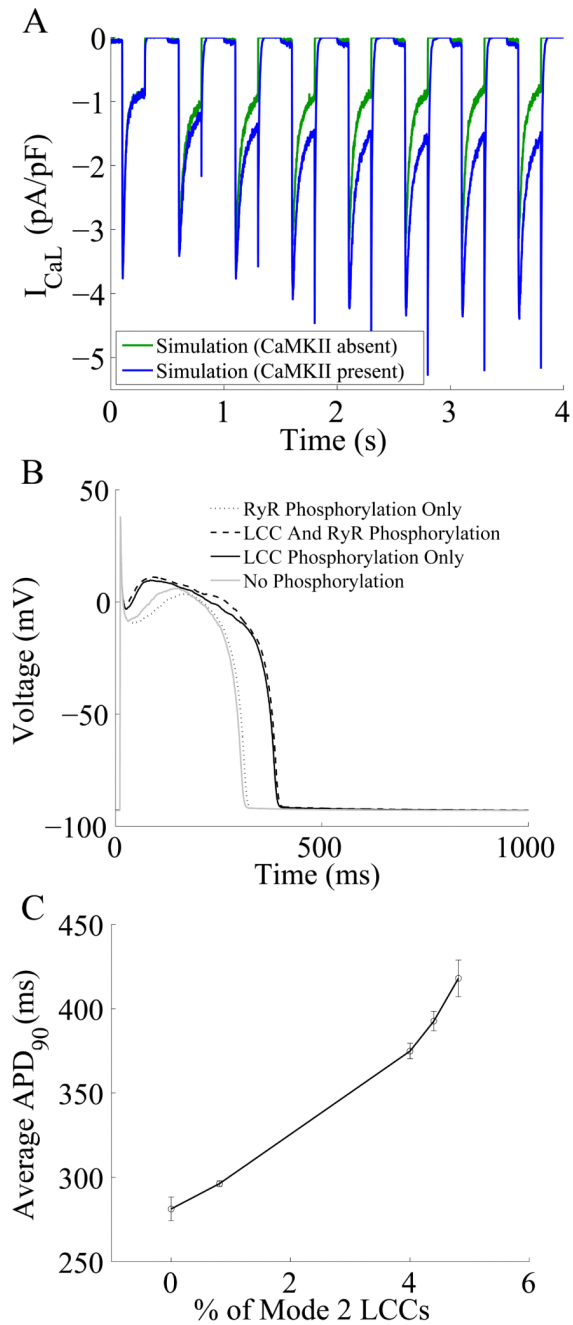 A
0
−1
−2
−3
−4
−5
I_CaL (pA/pF)
Simulation (CaMKII absent)
Simulation (CaMKII present)
0 1 2 3 4
Time (s)
B
50
0
−50
−100
Voltage (mV)
RyR Phosphorylation Only
LCC And RyR Phosphorylation
LCC Phosphorylation Only
No Phosphorylation
0 500 1000
Time (ms)
C
450
400
350
300
250
Average APD_90 (ms)
0 2 4 6
% of Mode 2 LCCs